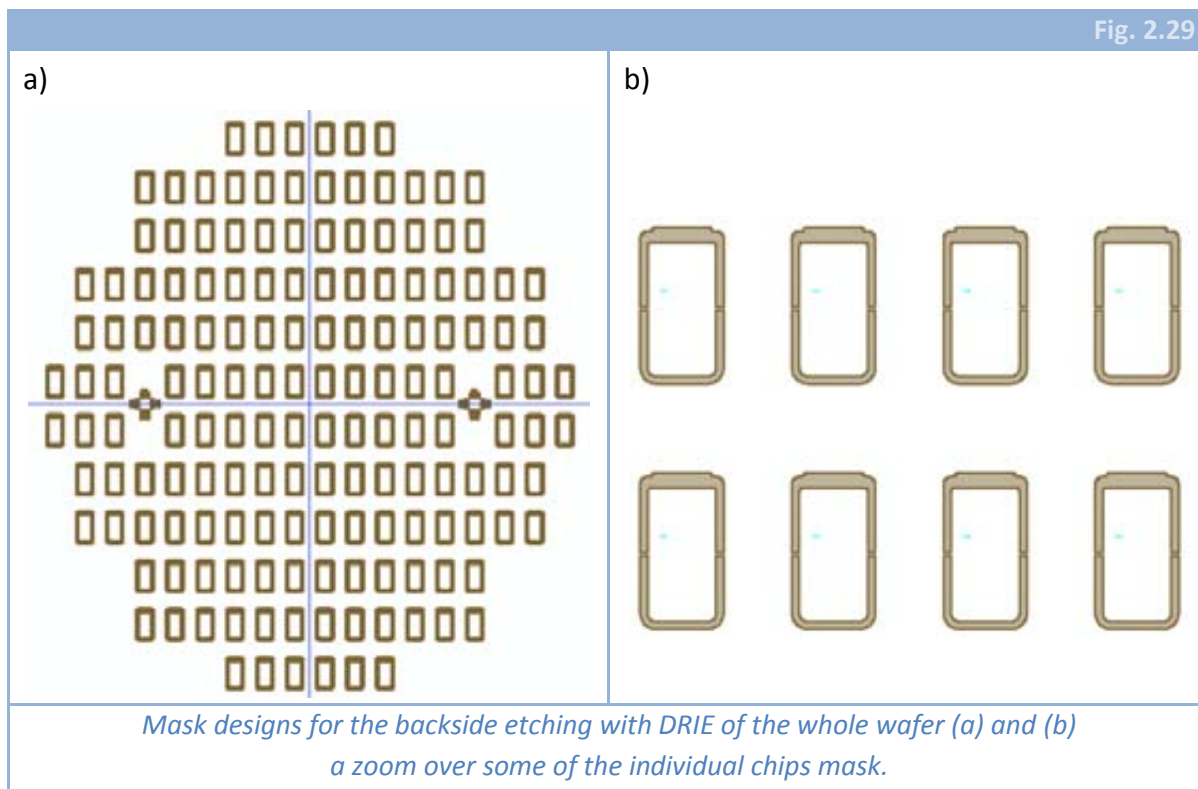 Fig. 2.29
a)
b)
Mask designs for the backside etching with DRIE of the whole wafer (a) and (b)
a zoom over some of the individual chips mask.